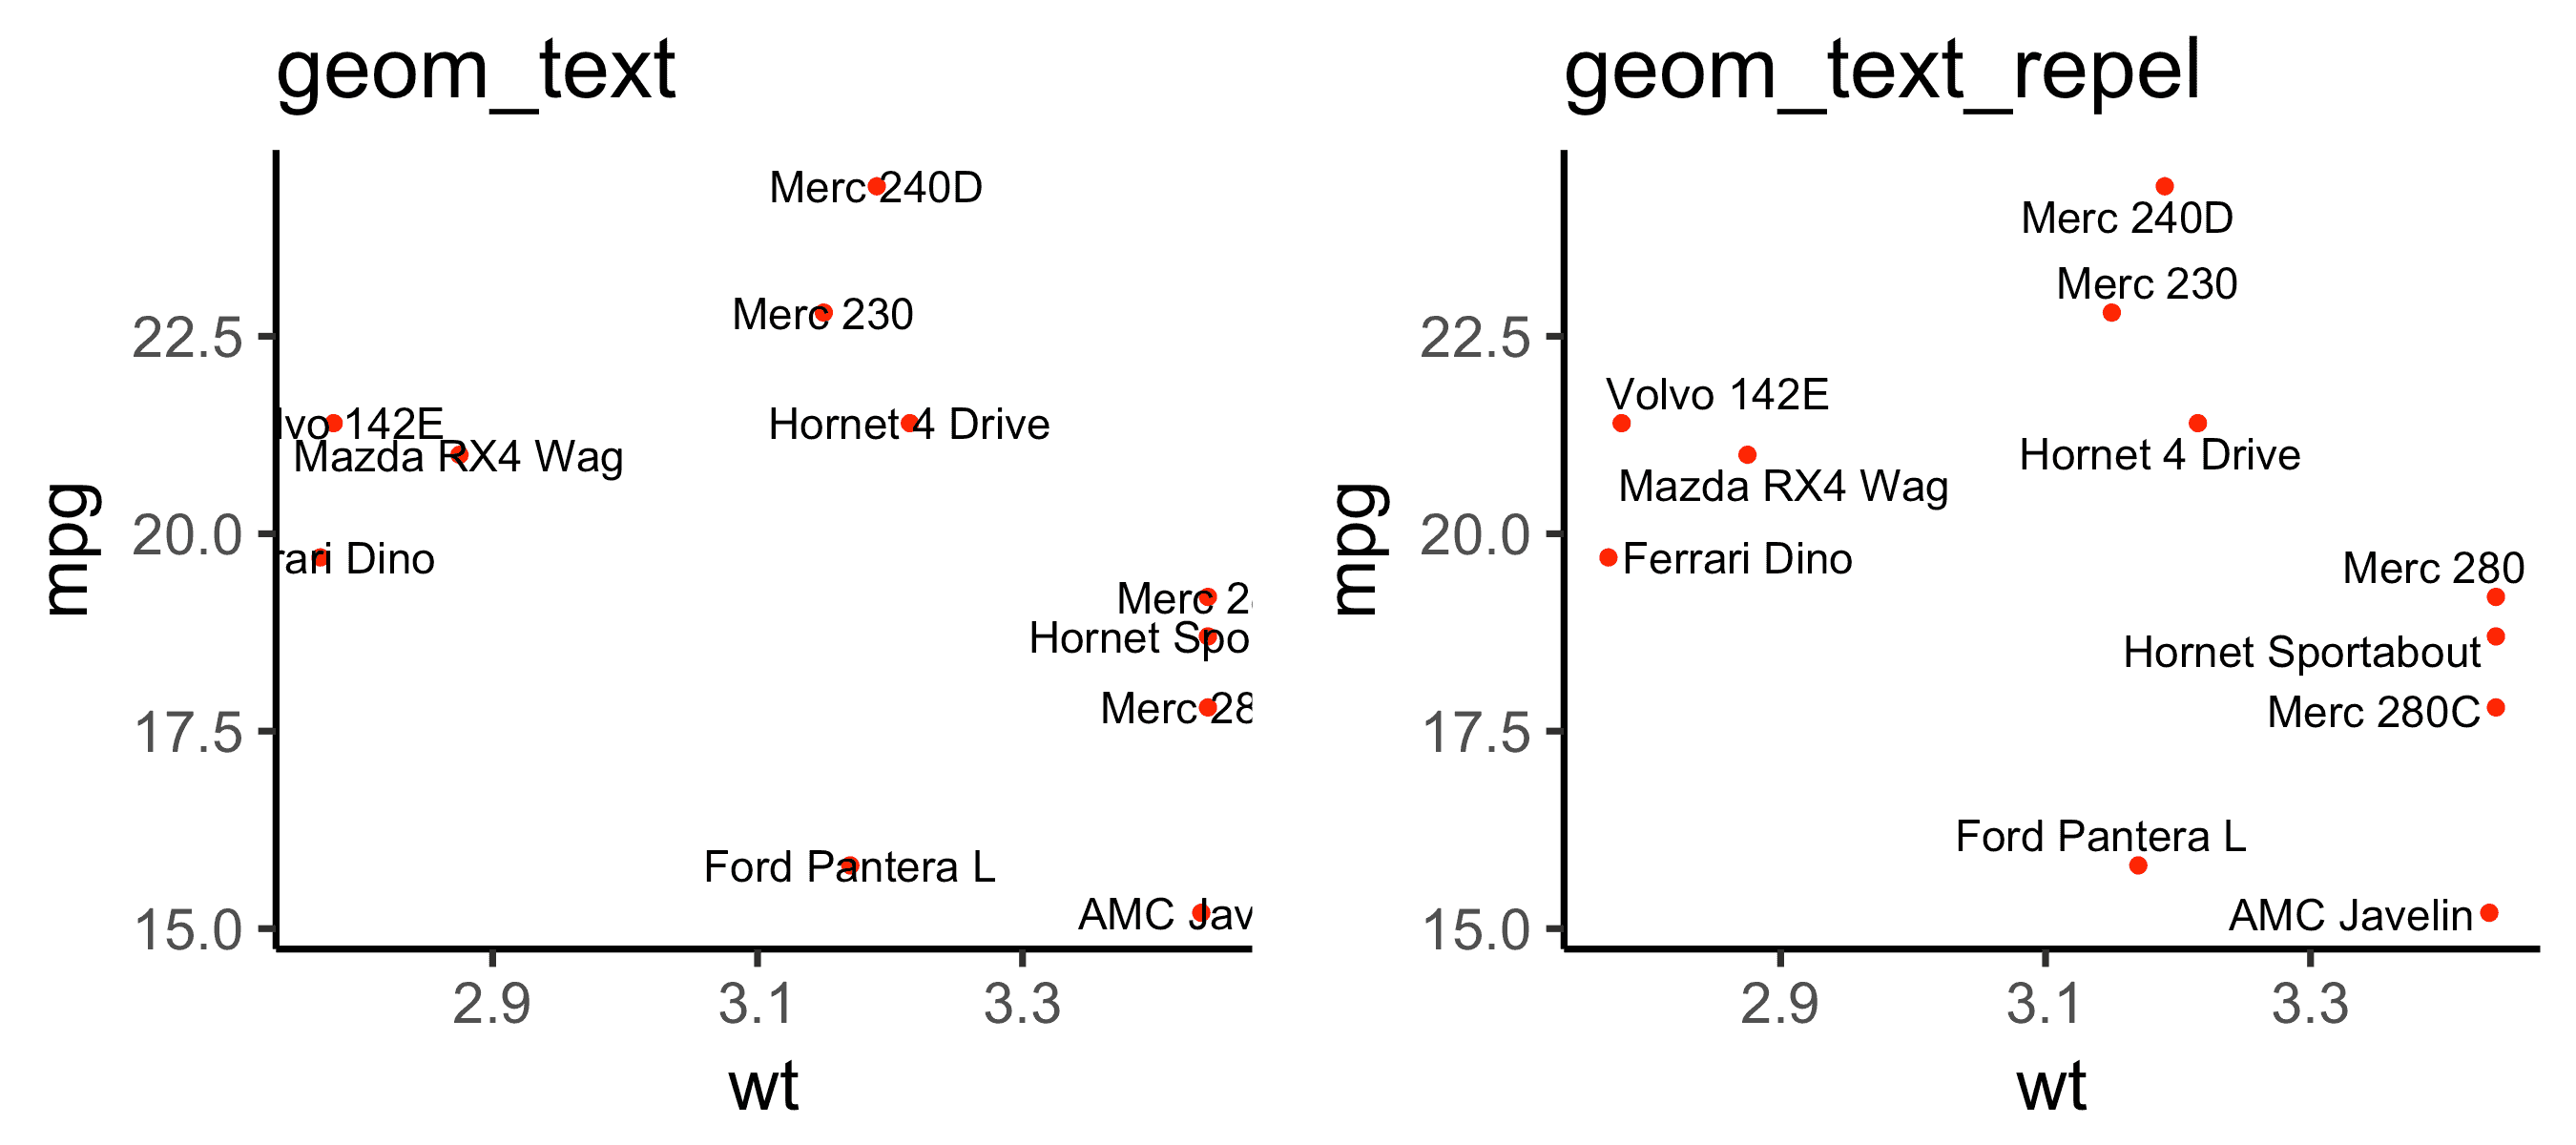 geom_text
Merc 240D
Merc 230
22.5
lvo 142E
Hornet 4 Drive
Mazda RX4 Wag
mpg
20.0
rari Dino
Merc 28
Hornet Spo
17.5
Merc 28
Ford Pantera L
15.0
AMC Jav
2.9
3.1
3.3
wt
geom_text_repel
Merc 240D
Merc 230
22.5
Volvo 142E
Hornet 4 Drive
Mazda RX4 Wag
mpg
20.0
Ferrari Dino
Merc 280
Hornet Sportabout
17.5
Merc 280C
Ford Pantera L
15.0
AMC Javelin
2.9
3.1
3.3
wt